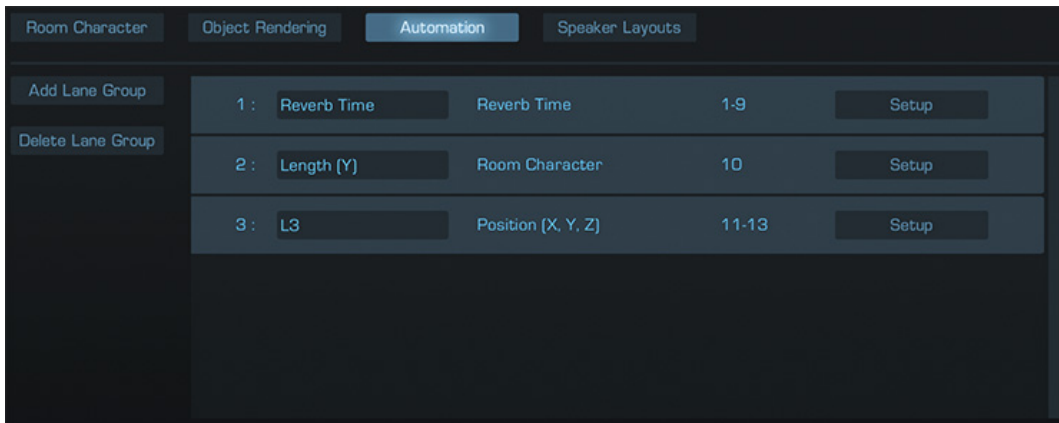 Room Character Object Rendering Automation Speaker Layouts
Add Lane Group
Delete Lane Group
1 : Reverb Time Reverb Time 1-9 Setup
2 : Length (Y) Room Character 10 Setup
3 : L3 Position (X, Y, Z) 11-13 Setup